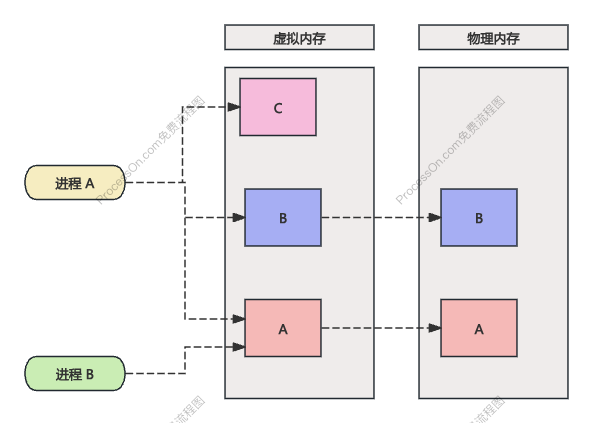 虚拟内存
物理内存
C
进程 A
B
B
A
A
进程 B
ProcessOn.com免费流程图
ProcessOn.com免费流程图
流程图
流程图